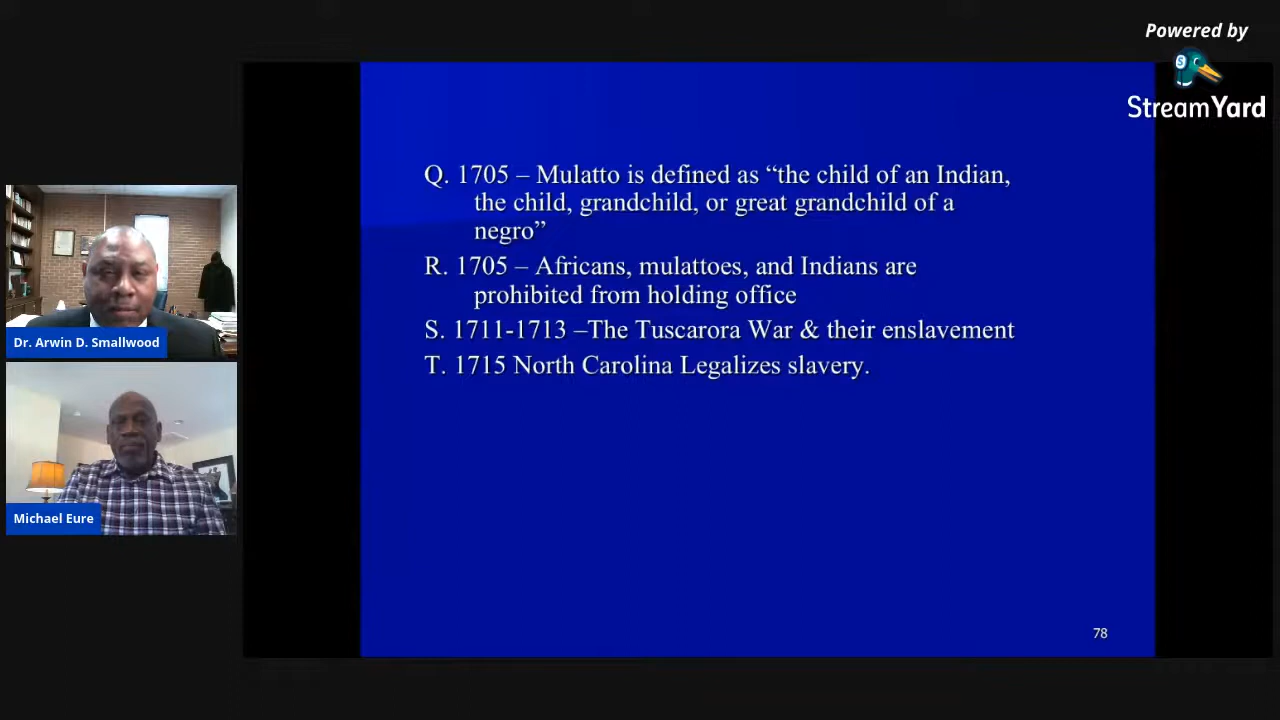 Powered by
StreamYard
Q. 1705 – Mulatto is defined as “the child of an Indian,
the child, grandchild, or great grandchild of a
negro”
R. 1705 – Africans, mulattoes, and Indians are
prohibited from holding office
S. 1711-1713 –The Tuscarora War & their enslavement
T. 1715 North Carolina Legalizes slavery.
78
Dr. Arwin D. Smallwood
Michael Eure